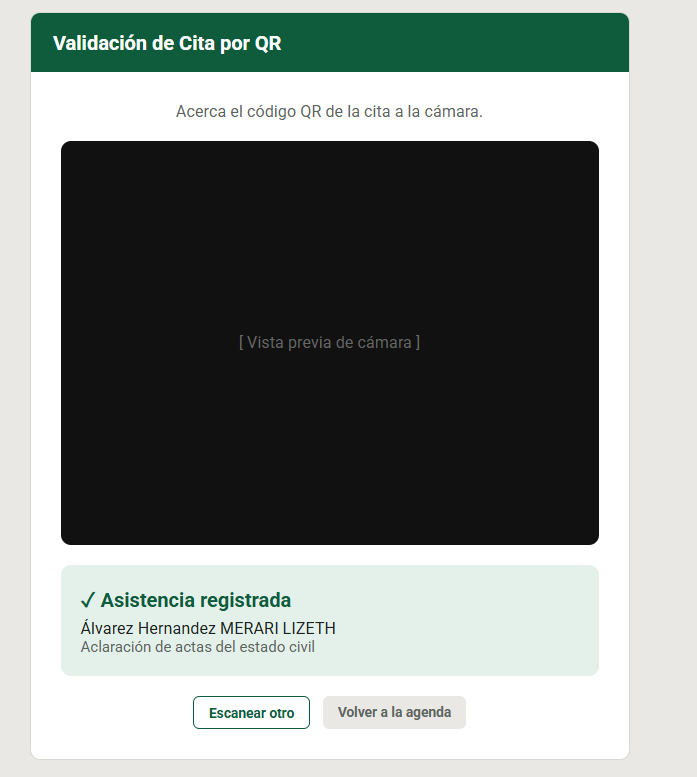 Validación de Cita por QR
Acerca el código QR de la cita a la cámara.
[ Vista previa de cámara ]
✓ Asistencia registrada
Álvarez Hernandez MERARI LIZETH
Aclaración de actas del estado civil
Escanear otro
Volver a la agenda